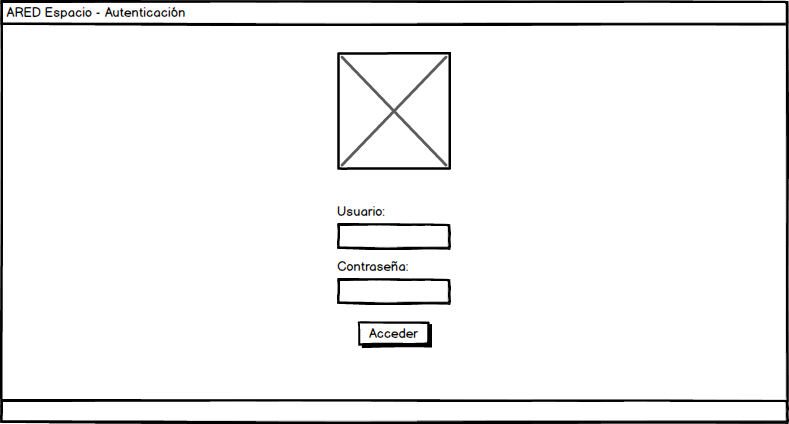 ARED Espacio - Autenticación
Usuario:
Contraseña:
Acceder